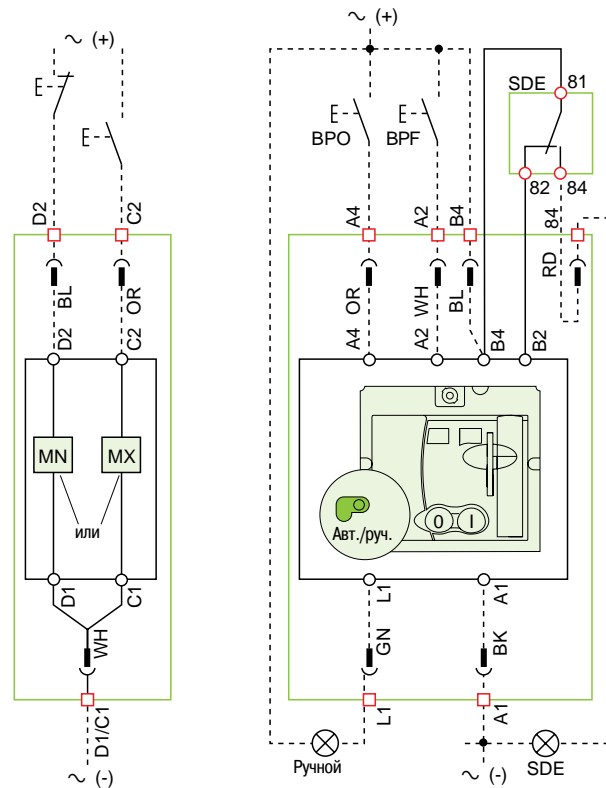 ~ (+)
D2
C2
BL
OR
D2
C2
MN
MX
или
D1
C1
WH
D1/C1
~ (-)
~ (+)
BPO
BPF
SDE
81
82
84
A4
A2
B4
84
OR
WH
BL
RD
A4
A2
B4
B2
Авт./руч.
0
I
L1
A1
GN
BK
L1
A1
Ручной
~ (-)
SDE